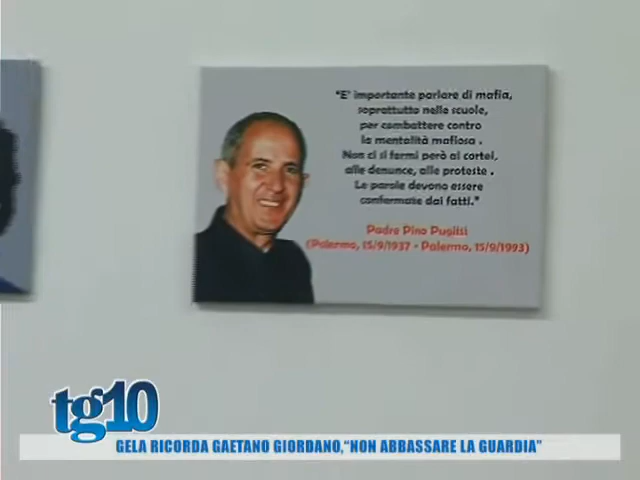 "E' importante parlare di mafia,
soprattutto nelle scuole,
per combattere contro
la mentalità mafiosa .
Non ci si fermi però ai cortei,
alle denunce, alle proteste .
Le parole devono essere
confermate dai fatti."
Padre Pino Puglisi
(Palermo, 15/9/1937 - Palermo, 15/9/1993)
tg10
GELA RICORDA GAETANO GIORDANO,"NON ABBASSARE LA GUARDIA"